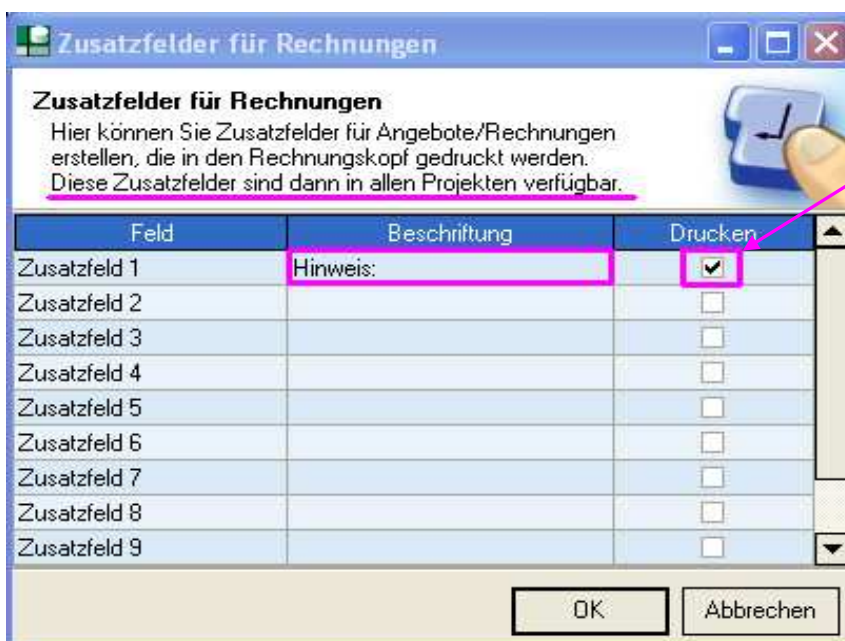 Zusatzfelder für Rechnungen
Zusatzfelder für Rechnungen
Hier können Sie Zusatzfelder für Angebote/Rechnungen
erstellen, die in den Rechnungskopf gedruckt werden.
Diese Zusatzfelder sind dann in allen Projekten verfügbar.
Feld Beschriftung Drucken
Zusatzfeld 1 Hinweis:
Zusatzfeld 2
Zusatzfeld 3
Zusatzfeld 4
Zusatzfeld 5
Zusatzfeld 6
Zusatzfeld 7
Zusatzfeld 8
Zusatzfeld 9
OK Abbrechen